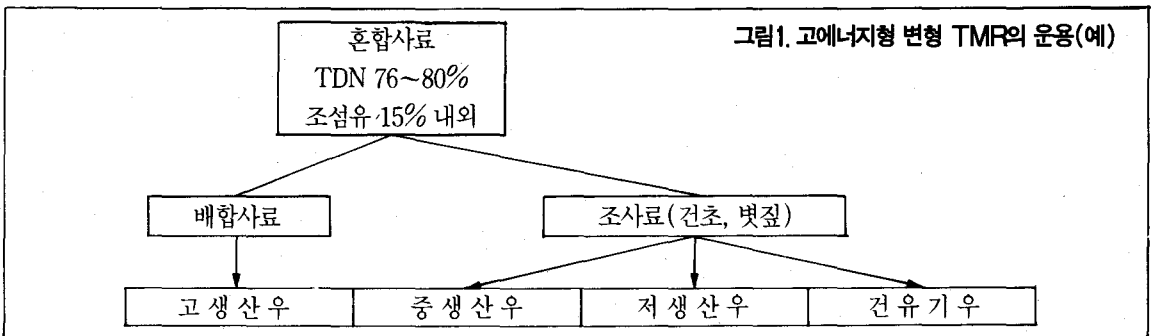 그림1. 고에너지형 변형 TMR의 운용(예)
혼합사료
TDN 76~80%
조섬유 15% 내외
배합사료
조사료(건초, 볏짚)
고생산우
중생산우
저생산우
건유기우